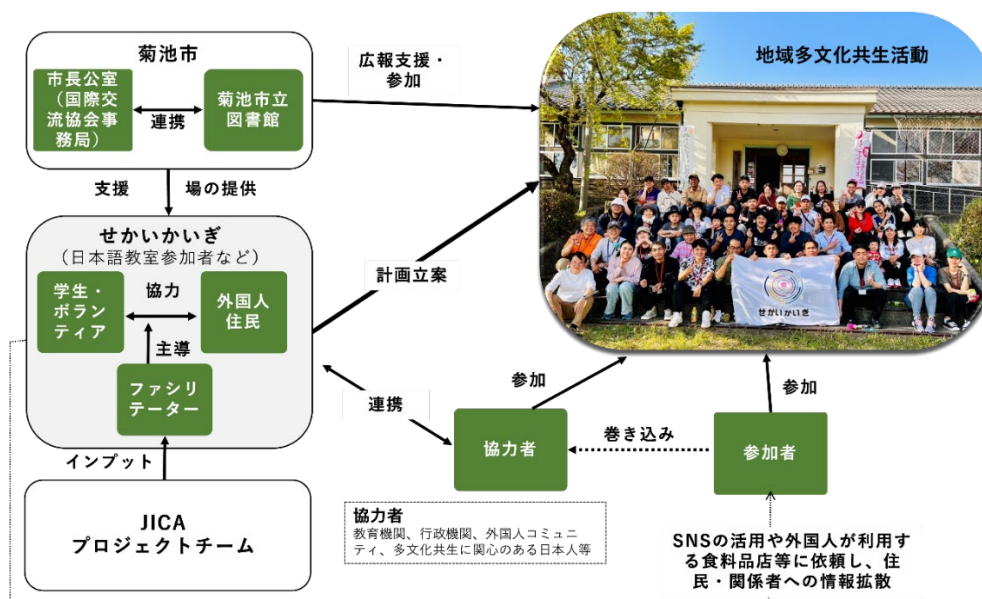 菊池市
市長公室
（国際交
流協会事
務局）
連携
菊池市立
図書館
広報支援・
参加
地域多文化共生活動
せかいかいぎ
支援
場の提供
せかいかいぎ
（日本語教室参加者など）
学生・
ボラン
ティア
協力
外国人
住民
主導
ファシリ
テーター
計画立案
インプット
JICA
プロジェクトチーム
連携
参加
協力者
巻き込み
参加
参加者
協力者
教育機関、行政機関、外国人コミュニ
ティ、多文化共生に関心のある日本人等
SNSの活用や外国人が利用す
る食料品店等に依頼し、住
民・関係者への情報拡散